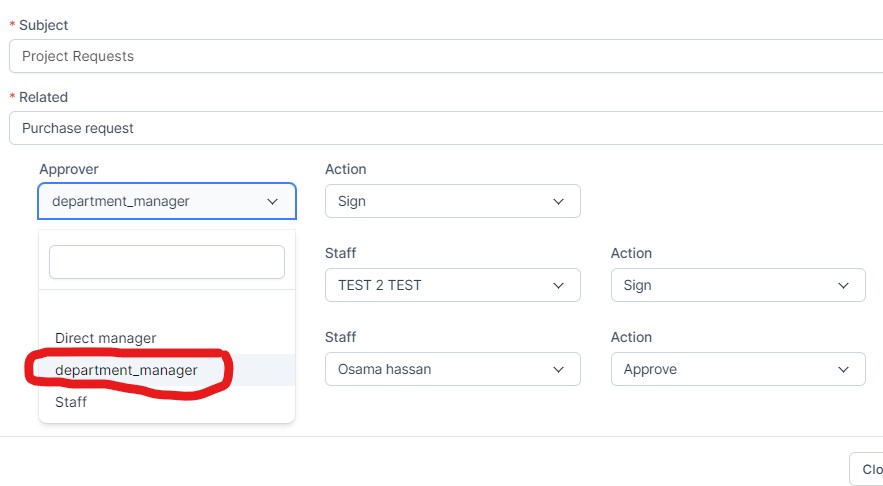 * Subject
Project Requests
* Related
Purchase request
Approver
Action
department_manager
Sign
Staff
Action
TEST 2 TEST
Sign
Direct manager
department_manager
Staff
Staff
Action
Osama hassan
Approve
Clo